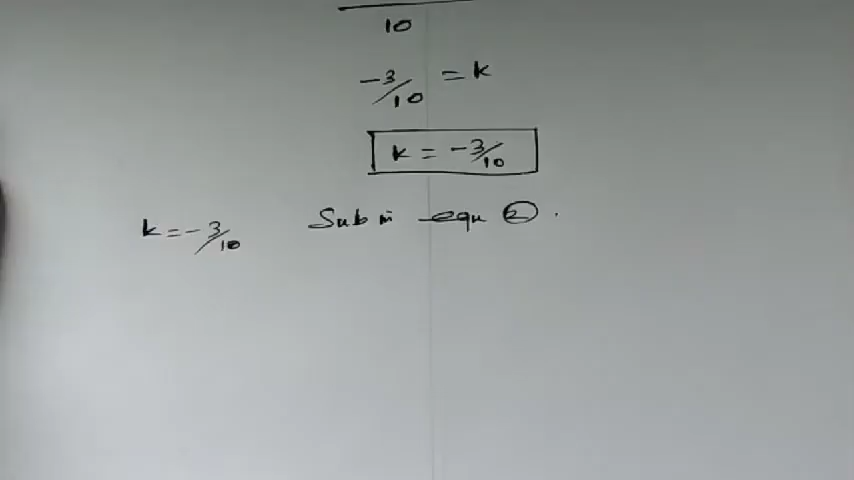 10
-3/10 = k
k = -3/10
k = -3/10 Sub in equ ②.